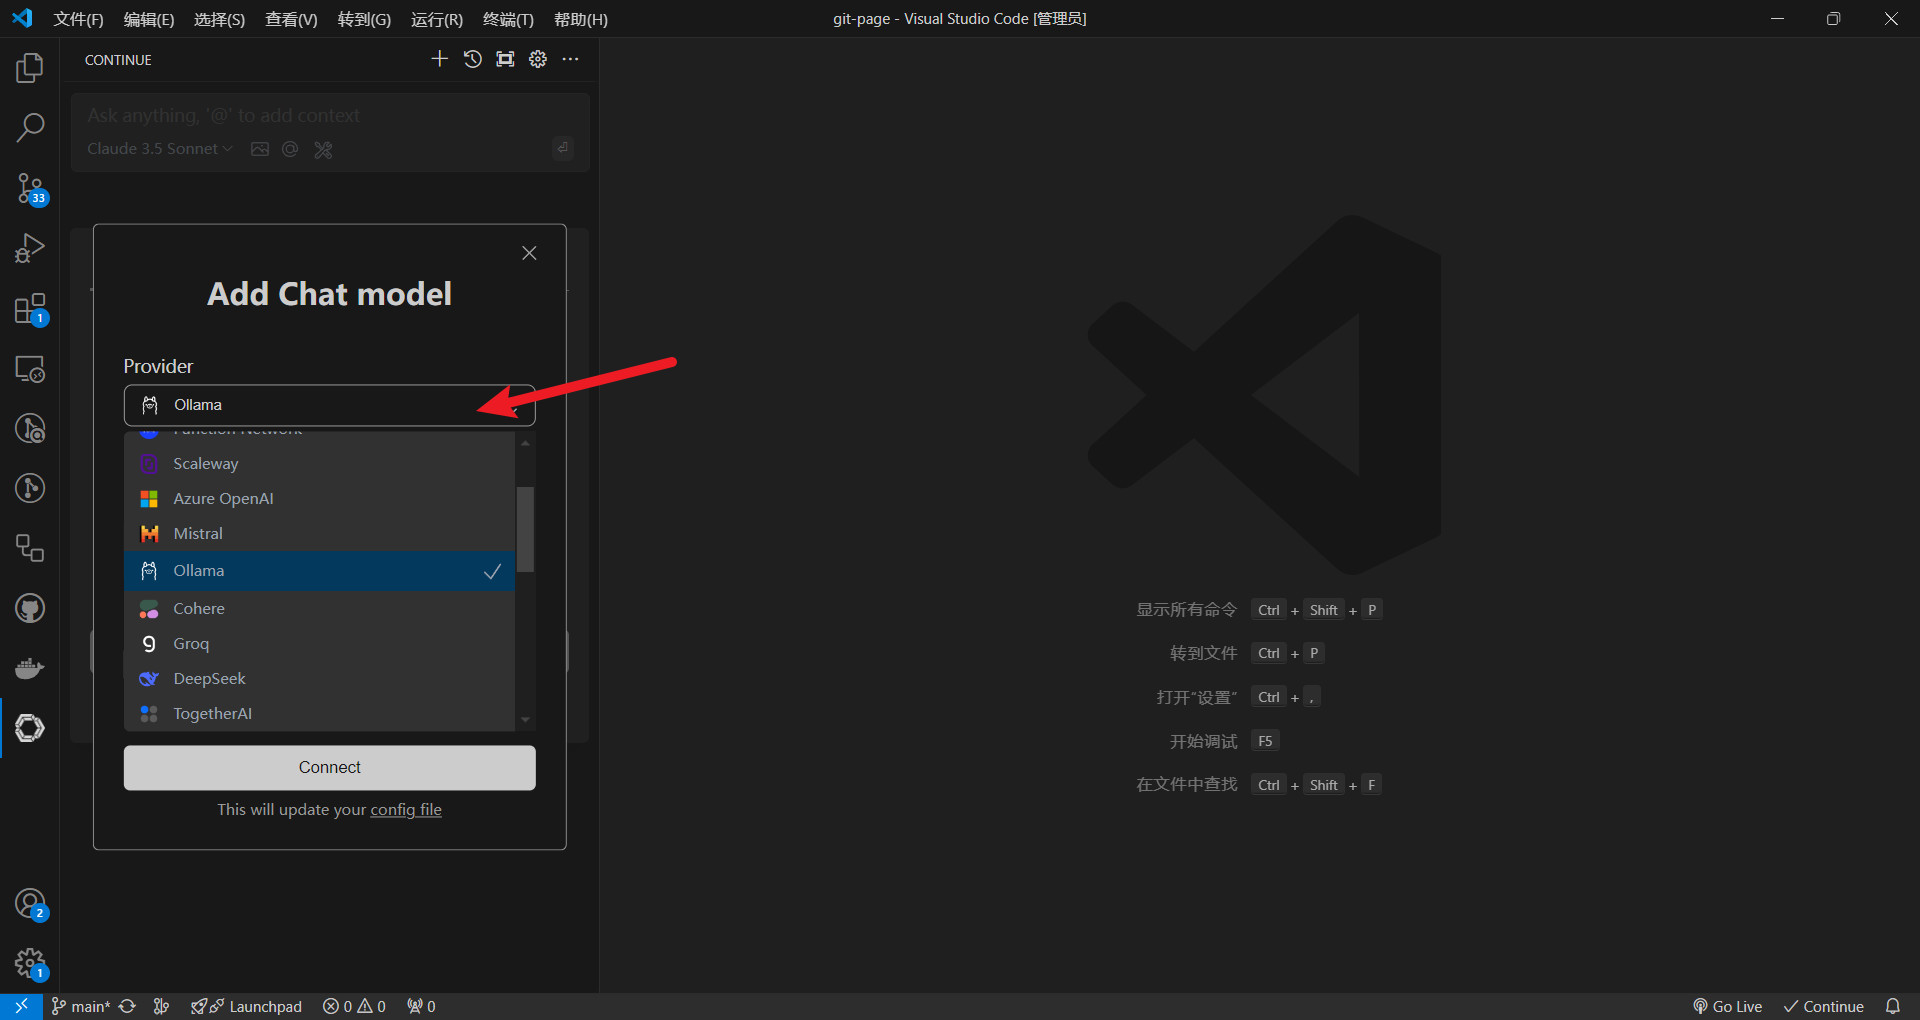 文件(F) 编辑(E) 选择(S) 查看(V) 转到(G) 运行(R) 终端(T) 帮助(H)
git-page - Visual Studio Code [管理员]
CONTINUE
Ask anything, '@' to add context
Claude 3.5 Sonnet
33
1
Add Chat model
Provider
Ollama
Function Network
Scaleway
Azure OpenAI
Mistral
Ollama
Cohere
Groq
DeepSeek
TogetherAI
Connect
This will update your config file
显示所有命令 Ctrl + Shift + P
转到文件 Ctrl + P
打开“设置” Ctrl + ,
开始调试 F5
在文件中查找 Ctrl + Shift + F
2
1
main* Launchpad 0 0 0
Go Live Continue